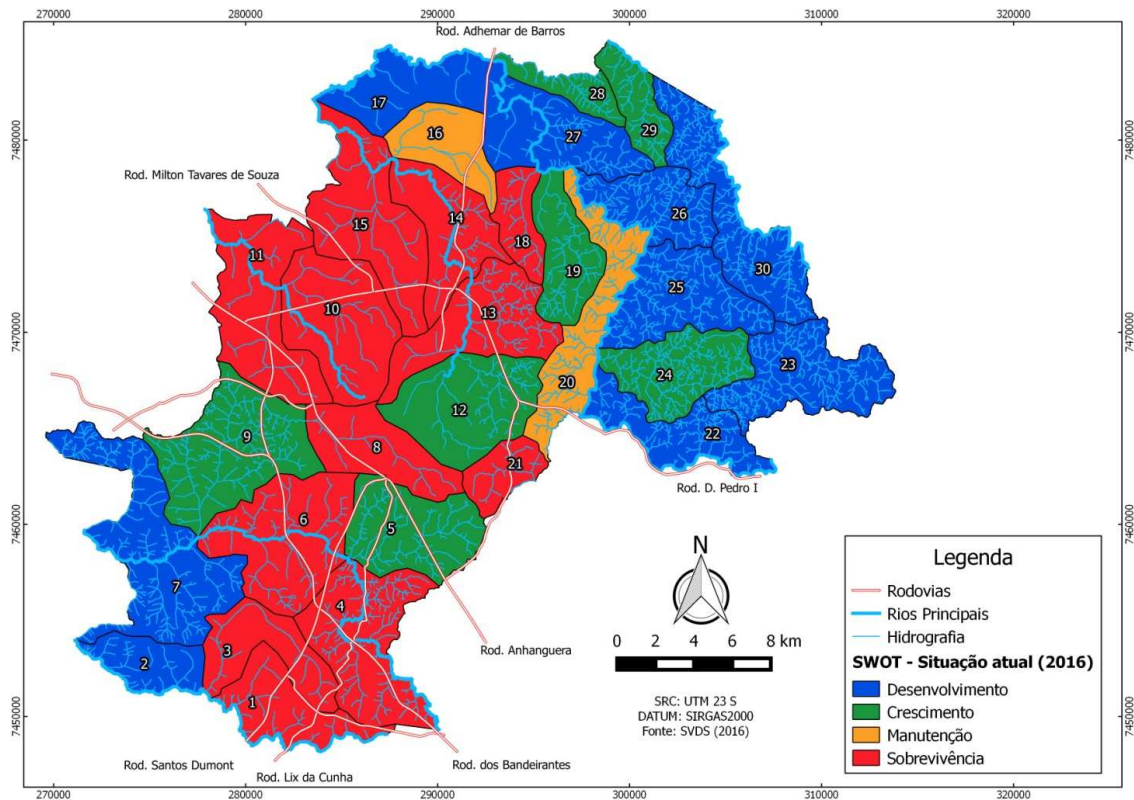 270000
280000
290000
300000
310000
320000
Rod. Adhemar de Barros
7480000
7480000
17
16
28
29
27
Rod. Milton Tavares de Souza
15
14
18
26
11
19
30
25
10
13
7470000
7470000
20
24
23
12
22
9
8
21
Rod. D. Pedro I
6
5
7460000
7460000
7
4
N
0 2 4 6 8 km
Rod. Anhanguera
2
3
1
7450000
7450000
SRC: UTM 23 S
DATUM: SIRGAS2000
Fonte: SVDS (2016)
Rod. Santos Dumont
Rod. Lix da Cunha
Rod. dos Bandeirantes
Legenda
Rodovias
Rios Principais
Hidrografia
SWOT - Situação atual (2016)
Desenvolvimento
Crescimento
Manutenção
Sobrevivência
270000
280000
290000
300000
310000
320000